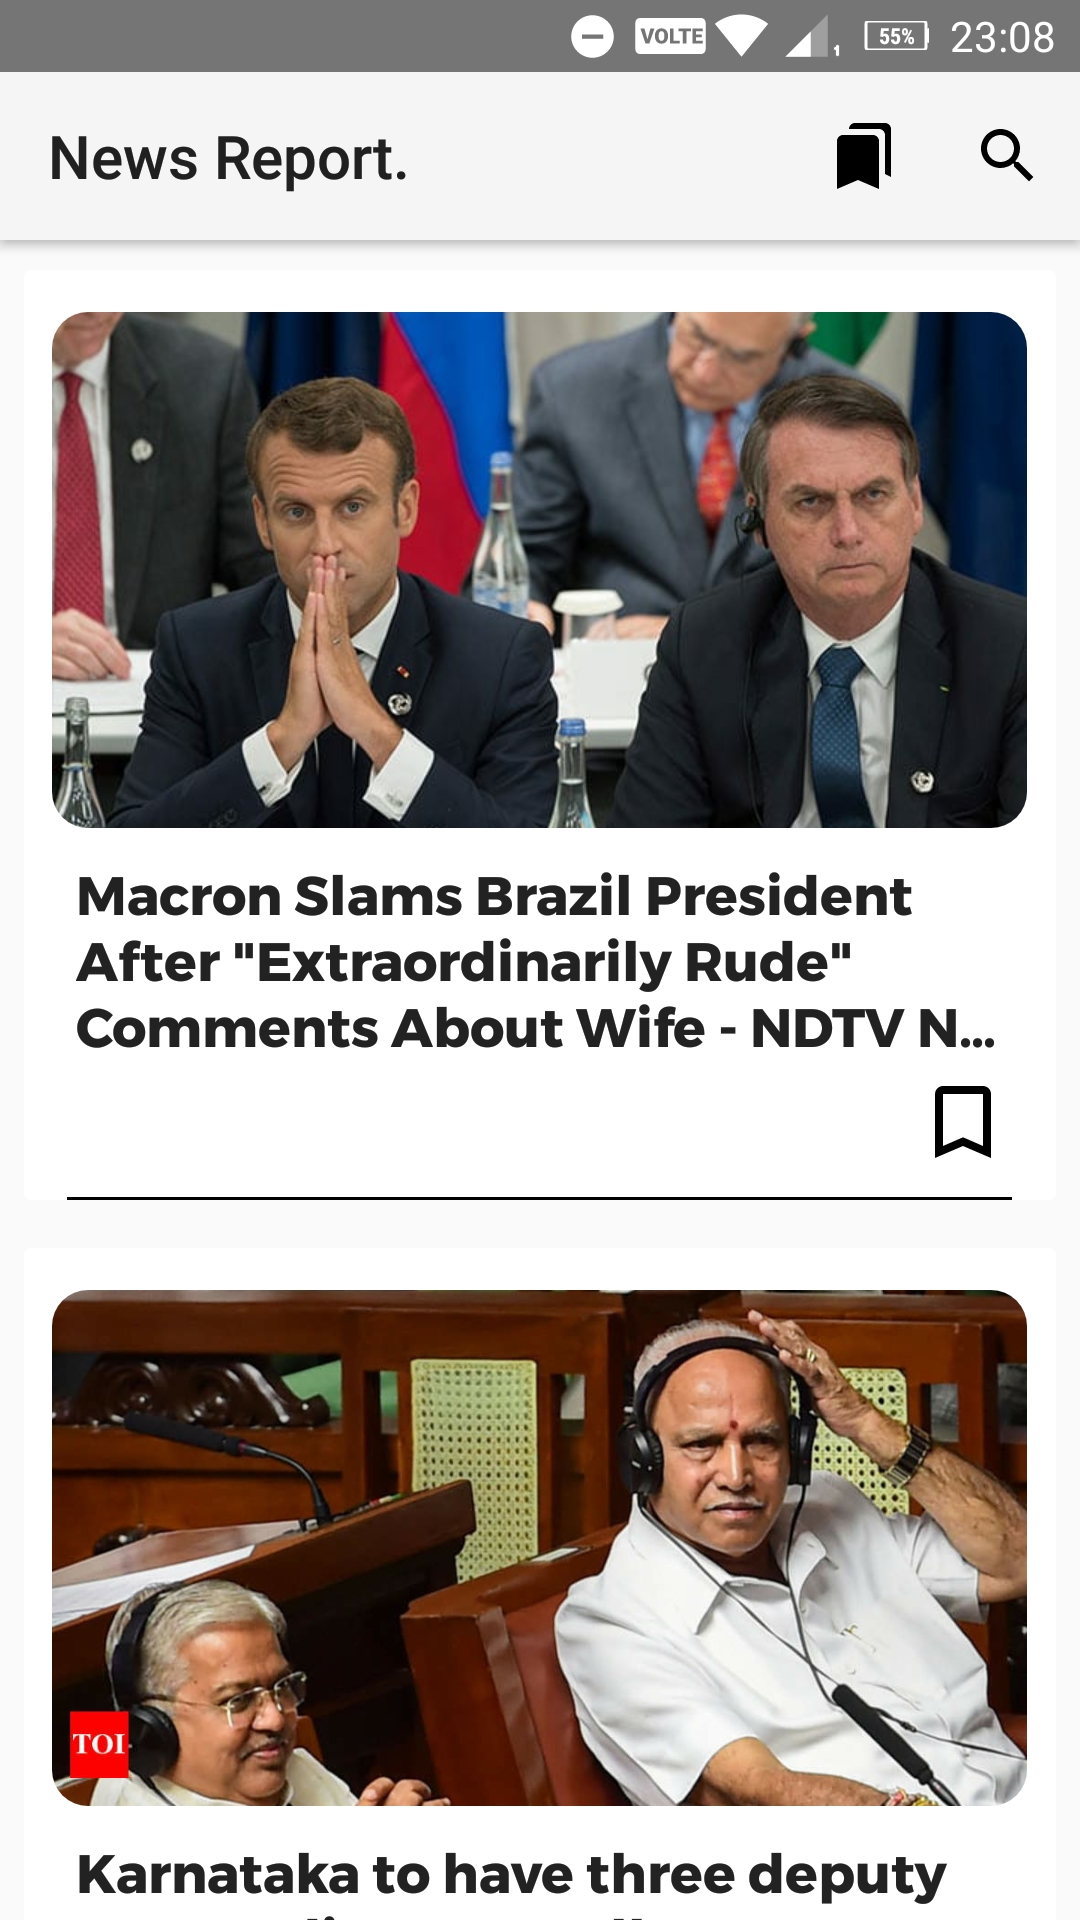 VOLTE 1 55% 23:08
News Report.
Macron Slams Brazil President
After "Extraordinarily Rude"
Comments About Wife - NDTV N...
TOI
Karnataka to have three deputy